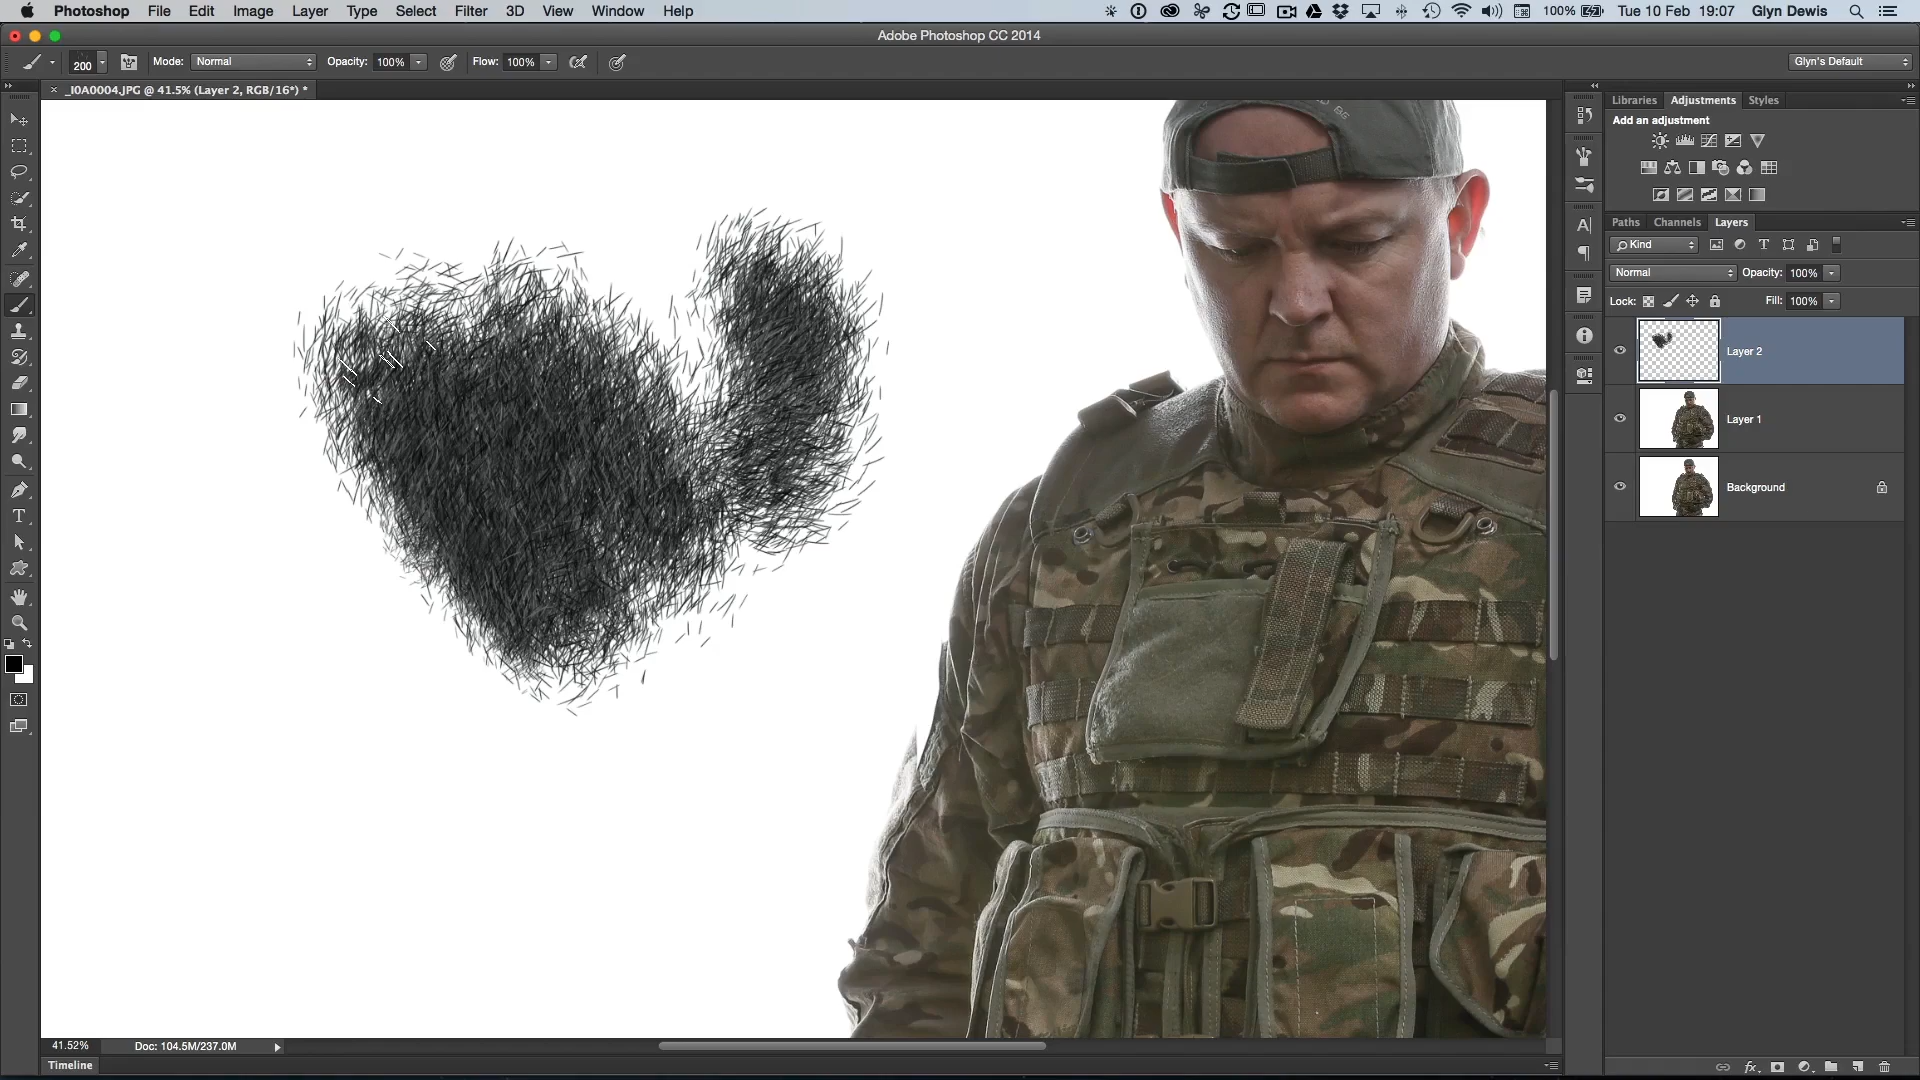 Photoshop File Edit Image Layer Type Select Filter 3D View Window Help 100% Tue 10 Feb 19:07 Glyn Dewis
Adobe Photoshop CC 2014
200 Mode: Normal Opacity: 100% Flow: 100% Glyn's Default
_I0A0004.JPG @ 41.5% (Layer 2, RGB/16*) *
Libraries Adjustments Styles
Add an adjustment
Paths Channels Layers
Kind
Normal Opacity: 100%
Lock: Fill: 100%
Layer 2
Layer 1
Background
41.52% Doc: 104.5M/237.0M
Timeline